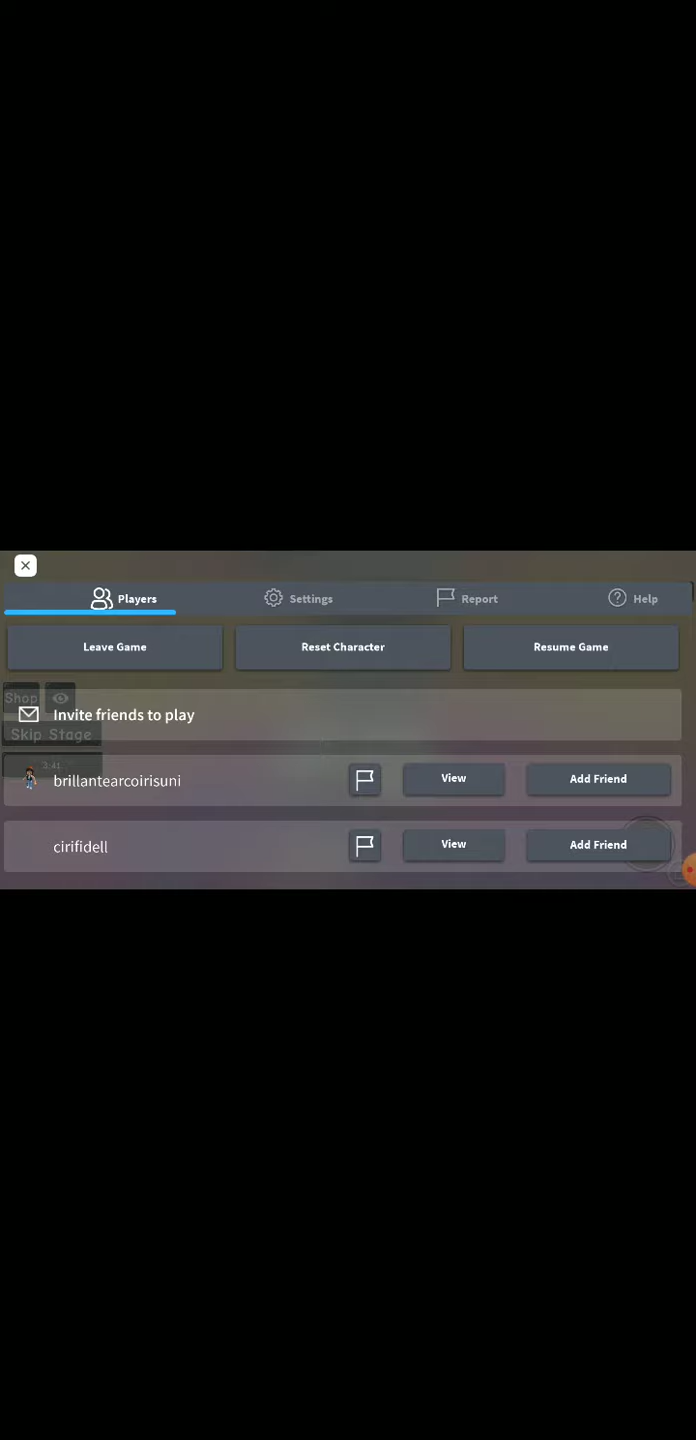 Players
Settings
Report
Help
Leave Game
Reset Character
Resume Game
Shop
Invite friends to play
Skip Stage
brillantearcoirisuni
View
Add Friend
cirifidell
View
Add Friend